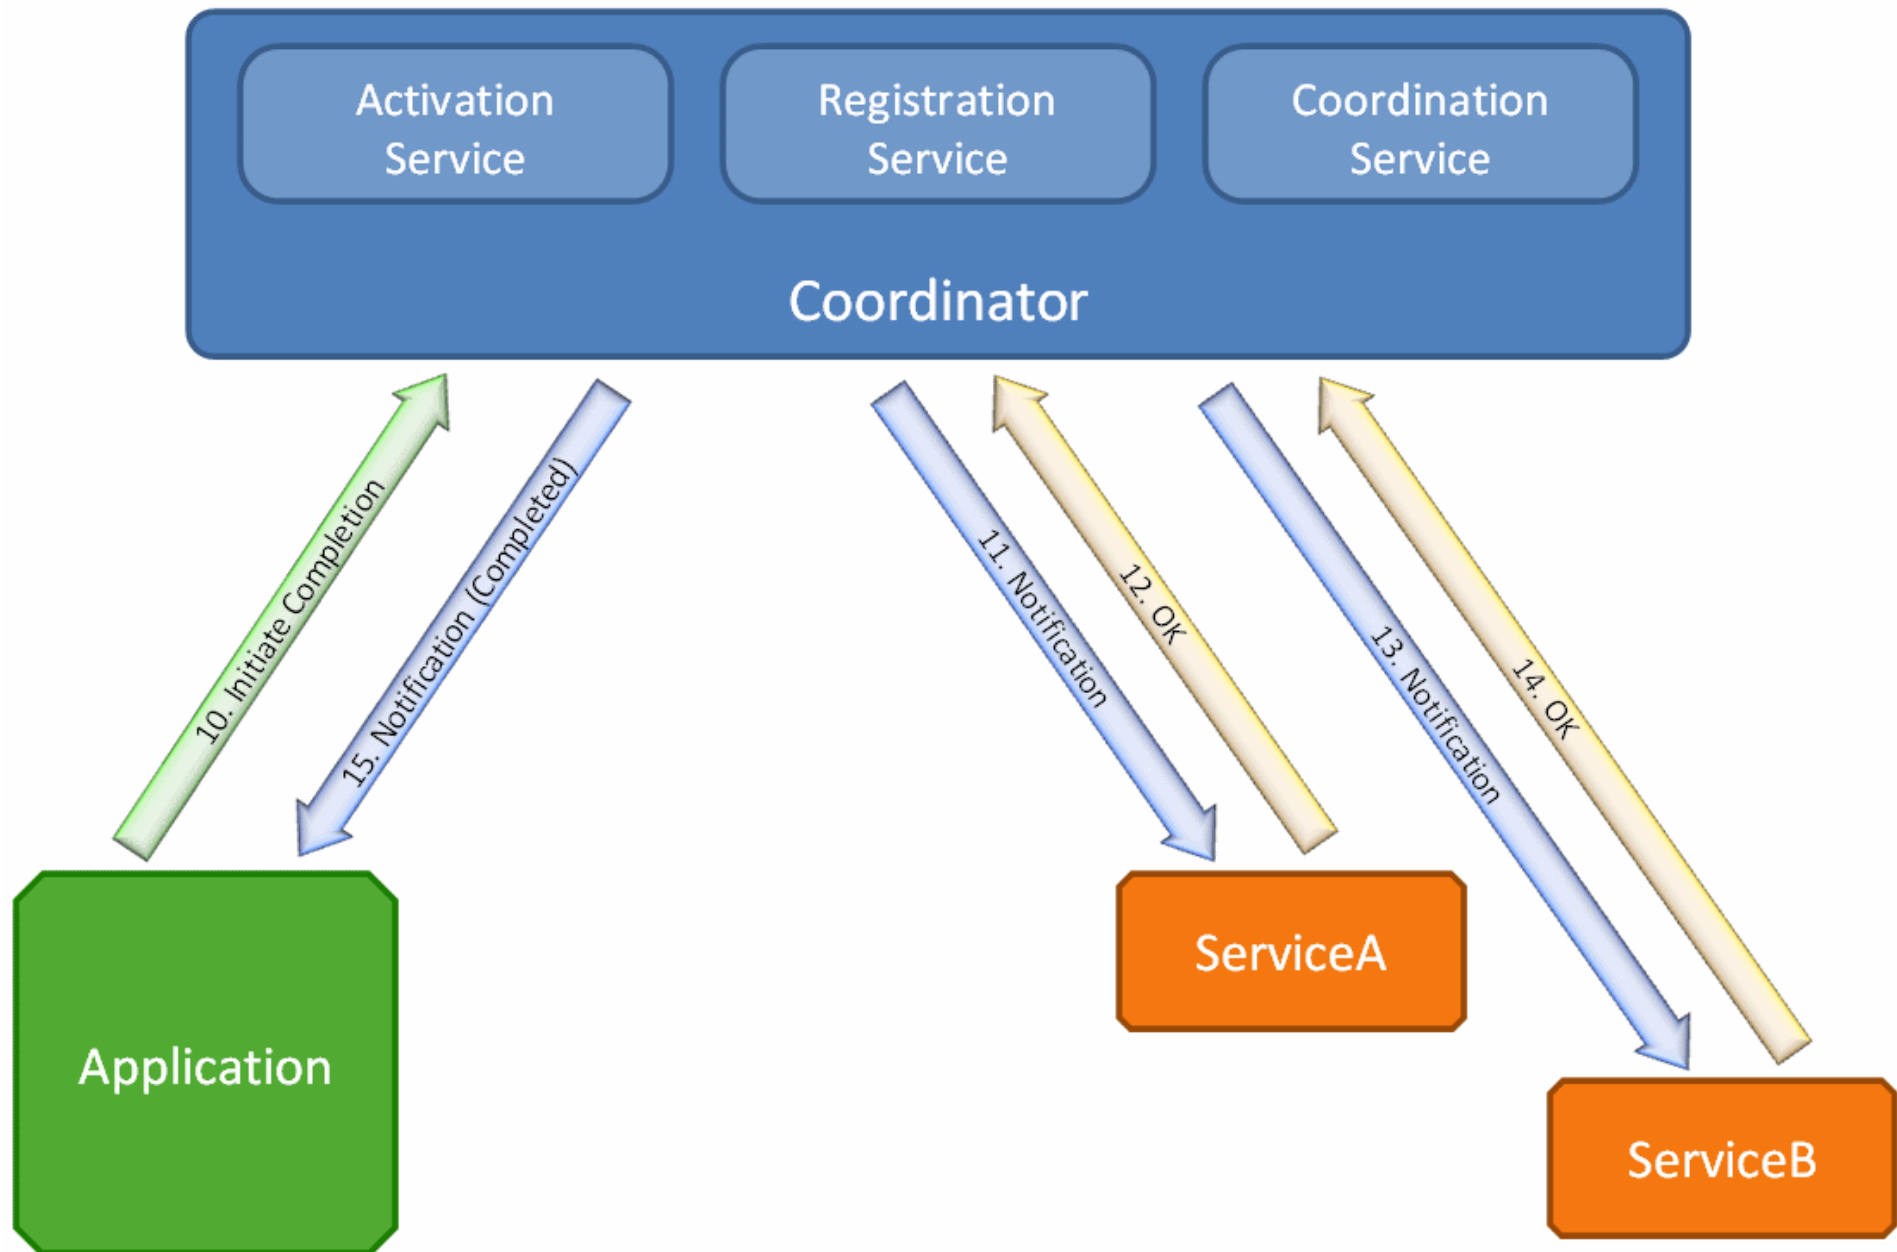 Activation
Service
Registration
Service
Coordination
Service
Coordinator
10. Initiate Completion
15. Notification (Completed)
11. Notification
12. OK
13. Notification
14. OK
Application
ServiceA
ServiceB